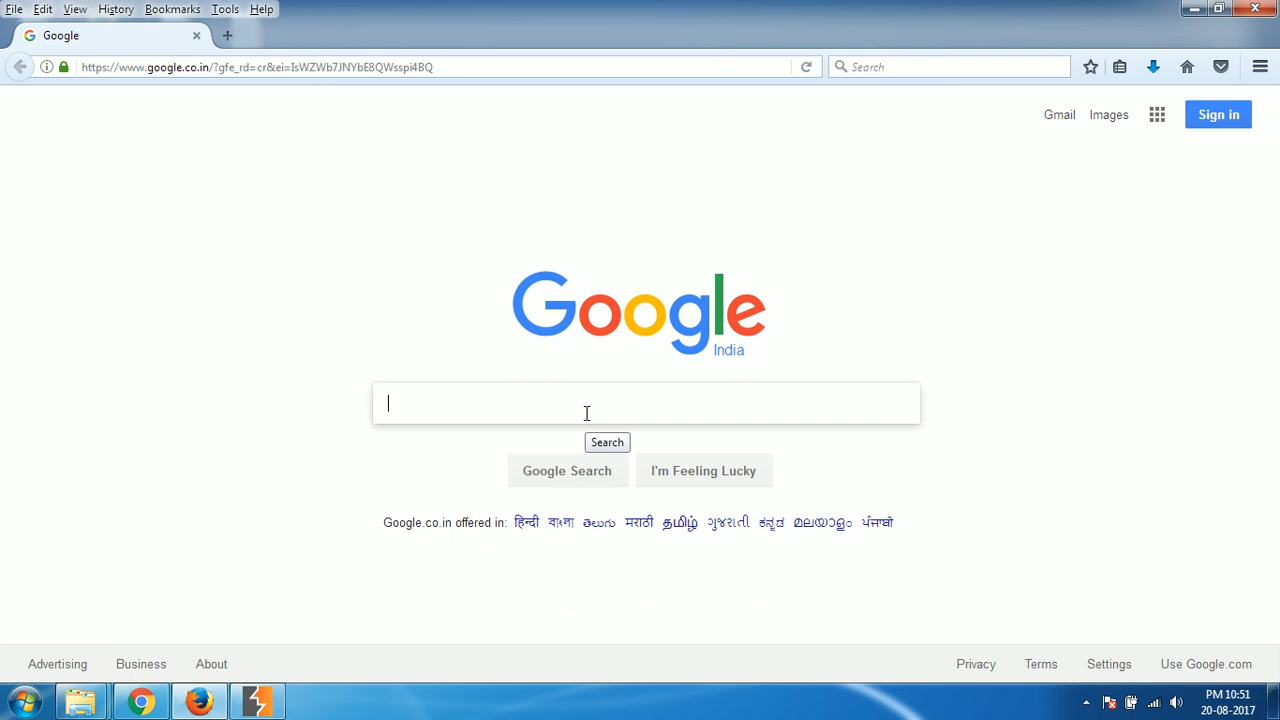 File Edit View History Bookmarks Tools Help
Google
https://www.google.co.in/?gfe_rd=cr&ei=IsWZWb7JNYbE8QWsspi4BQ
Search
Gmail Images Sign in
Google
India
Search
Google Search I'm Feeling Lucky
Google.co.in offered in: हिन्दी বাংলা తెలుగు मराठी தமிழ் ગુજરાતી ಕನ್ನಡ മലയാളം ਪੰਜਾਬੀ
Advertising Business About Privacy Terms Settings Use Google.com
PM 10:51
20-08-2017